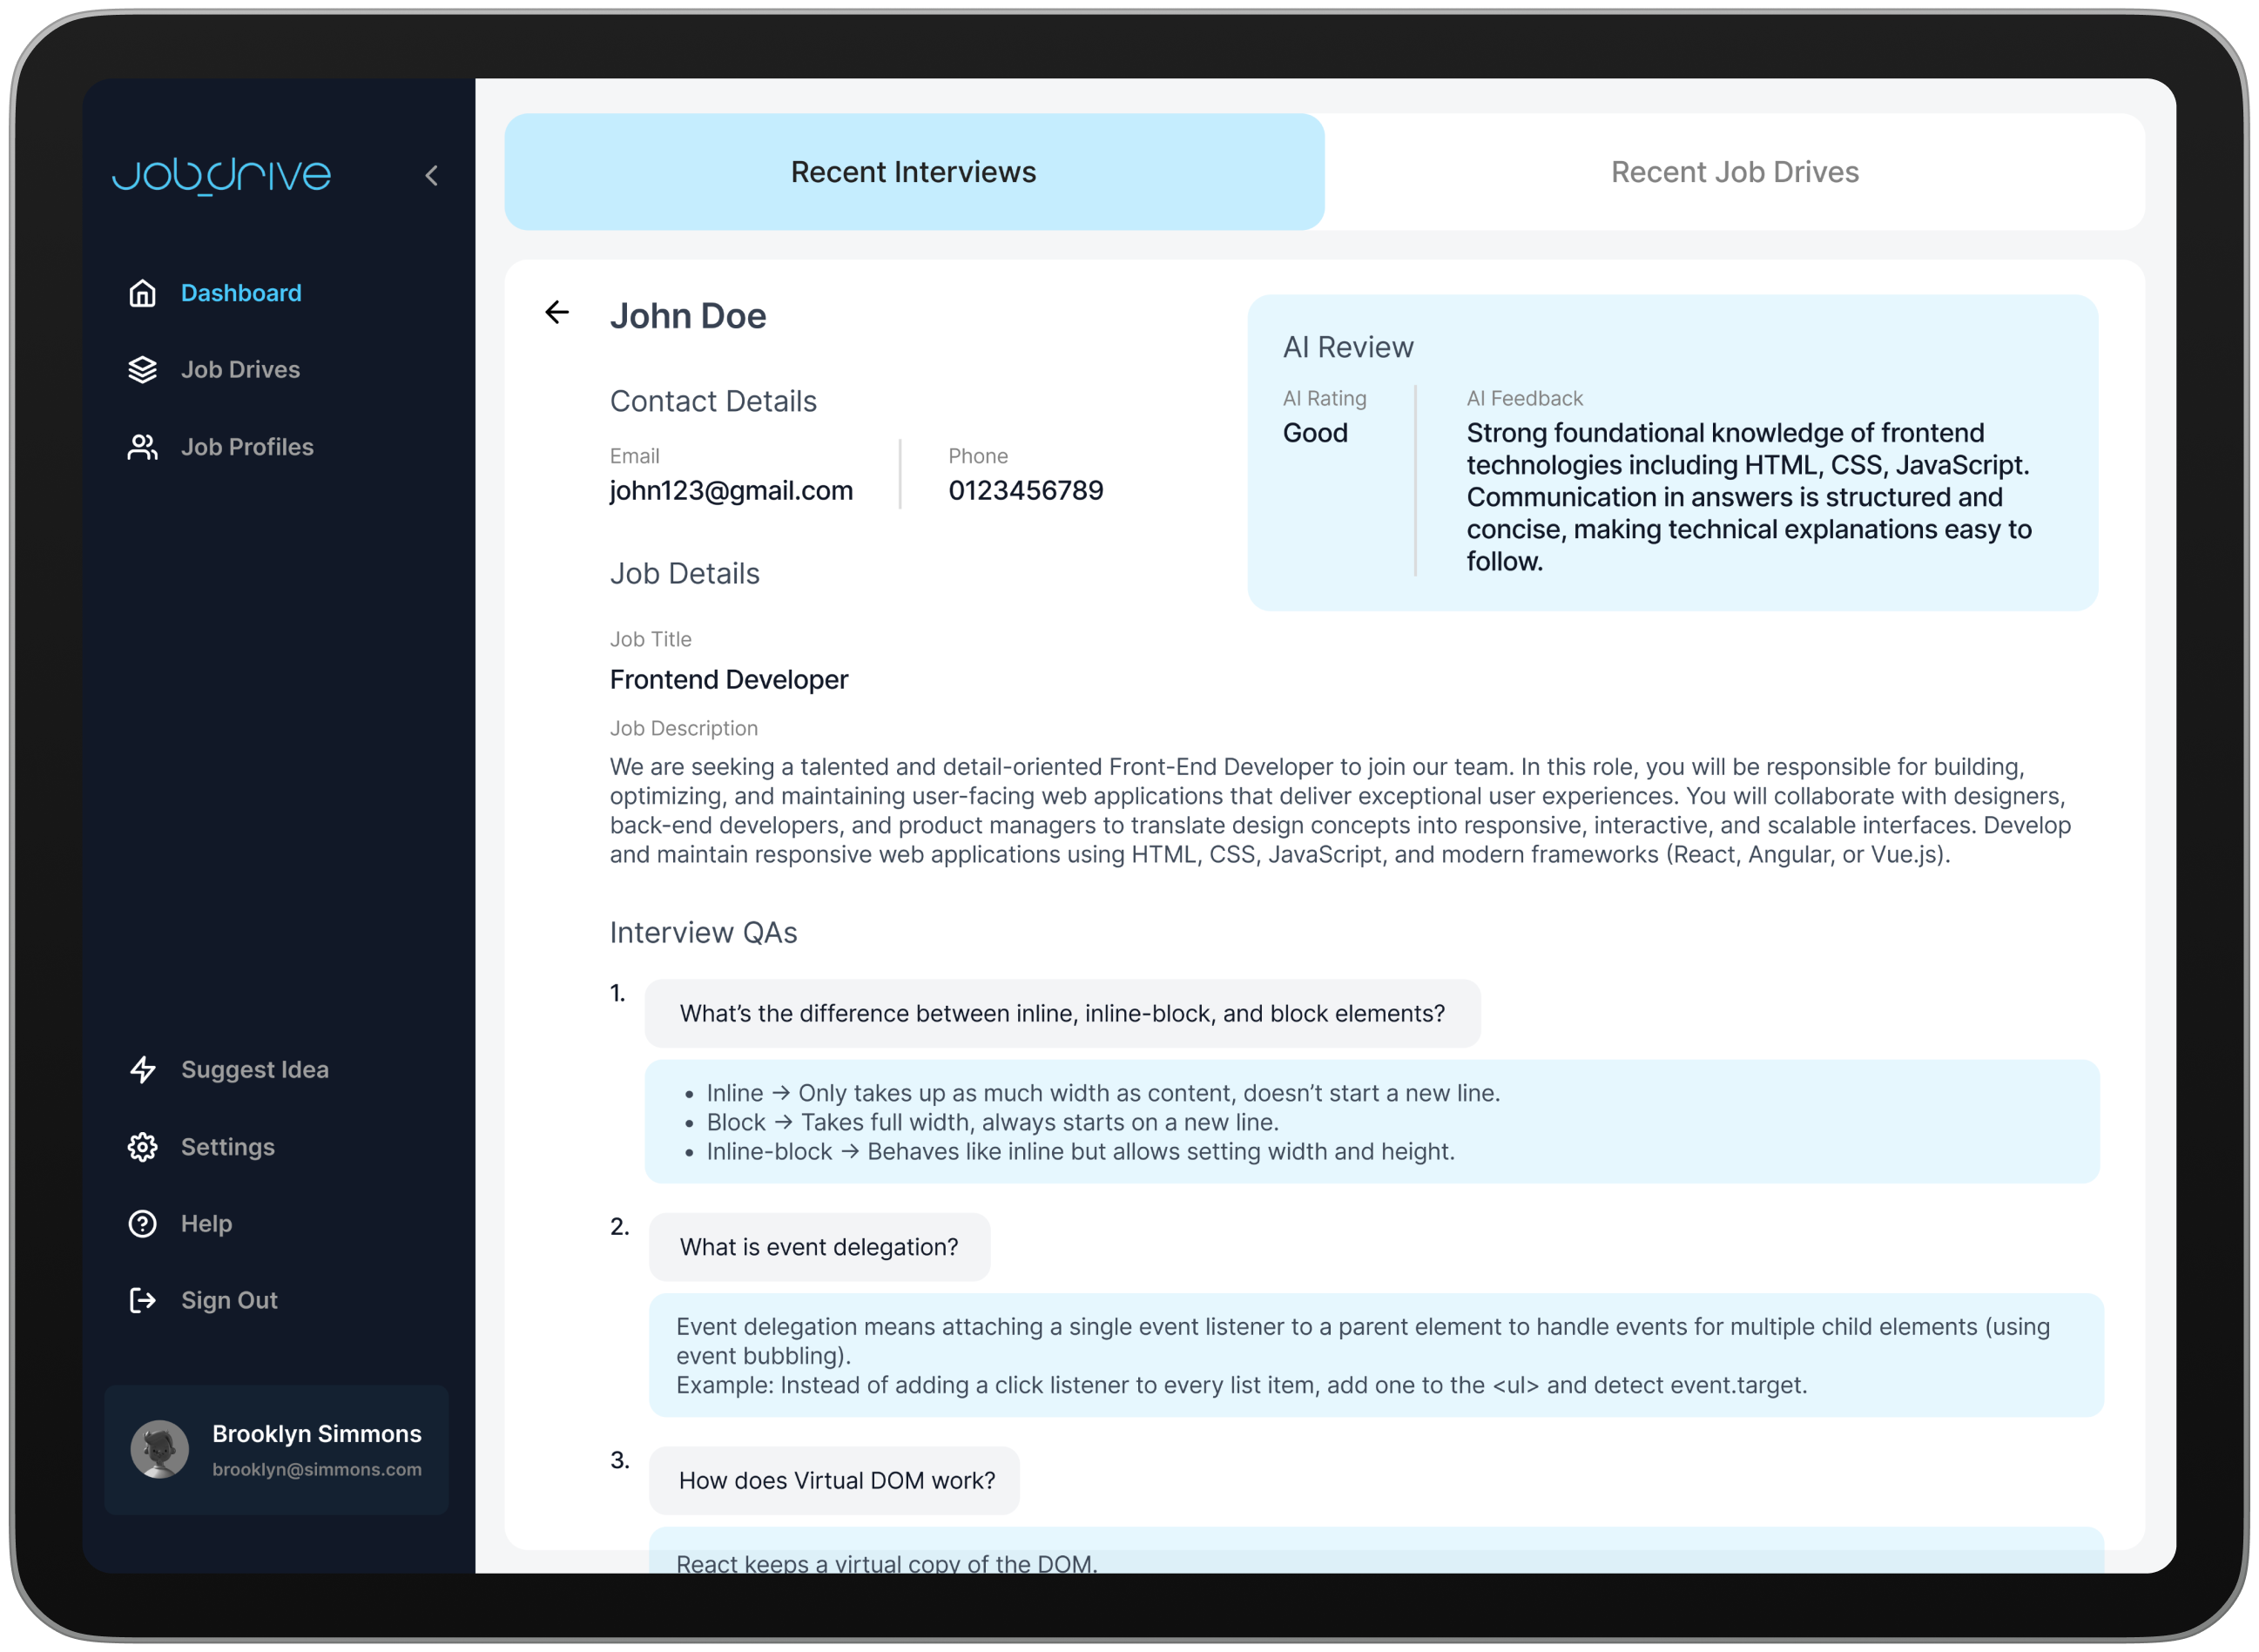 Job_drive
Dashboard
Job Drives
Job Profiles
Suggest Idea
Settings
Help
Sign Out
Brooklyn Simmons
brooklyn@simmons.com
Recent Interviews
Recent Job Drives
John Doe
Contact Details
Email
john123@gmail.com
Phone
0123456789
AI Review
AI Rating
Good
AI Feedback
Strong foundational knowledge of frontend
technologies including HTML, CSS, JavaScript.
Communication in answers is structured and
concise, making technical explanations easy to
follow.
Job Details
Job Title
Frontend Developer
Job Description
We are seeking a talented and detail-oriented Front-End Developer to join our team. In this role, you will be responsible for building,
optimizing, and maintaining user-facing web applications that deliver exceptional user experiences. You will collaborate with designers,
back-end developers, and product managers to translate design concepts into responsive, interactive, and scalable interfaces. Develop
and maintain responsive web applications using HTML, CSS, JavaScript, and modern frameworks (React, Angular, or Vue.js).
Interview QAs
1. What’s the difference between inline, inline-block, and block elements?
• Inline → Only takes up as much width as content, doesn’t start a new line.
• Block → Takes full width, always starts on a new line.
• Inline-block → Behaves like inline but allows setting width and height.
2. What is event delegation?
Event delegation means attaching a single event listener to a parent element to handle events for multiple child elements (using
event bubbling).
Example: Instead of adding a click listener to every list item, add one to the <ul> and detect event.target.
3. How does Virtual DOM work?
React keeps a virtual copy of the DOM.